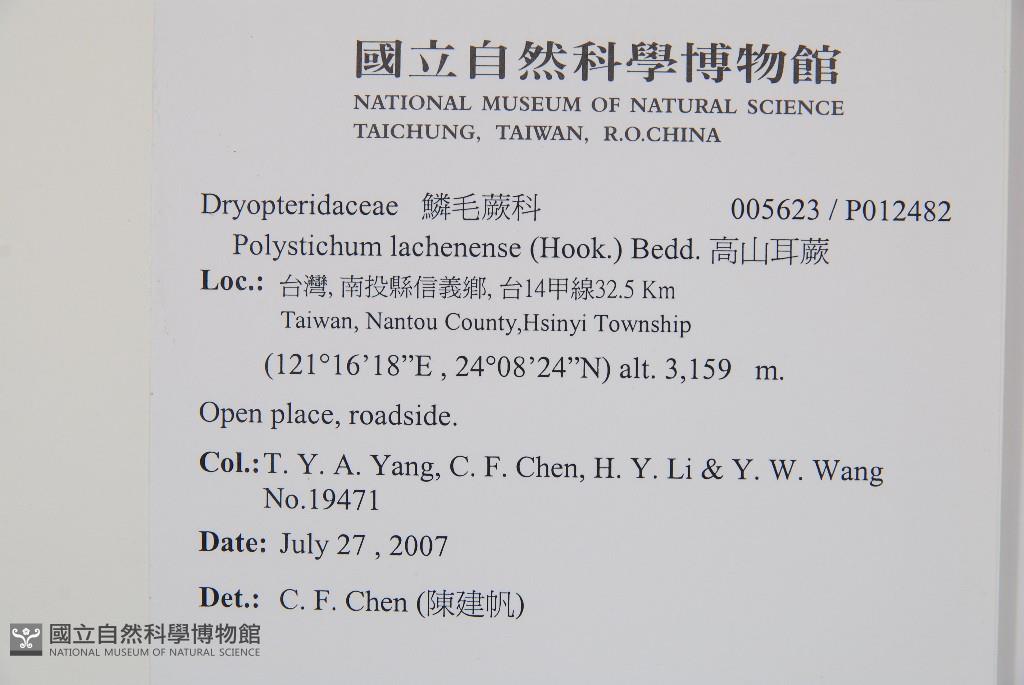 國立自然科學博物館
NATIONAL MUSEUM OF NATURAL SCIENCE
TAICHUNG, TAIWAN, R.O.CHINA
Dryopteridaceae 鱗毛蕨科 005623 / P012482
Polystichum lachenense (Hook.) Bedd. 高山耳蕨
Loc.: 台灣, 南投縣信義鄉, 台14甲線32.5 Km
Taiwan, Nantou County,Hsinyi Township
(121°16’18”E , 24°08’24”N) alt. 3,159 m.
Open place, roadside.
Col.:T. Y. A. Yang, C. F. Chen, H. Y. Li & Y. W. Wang
No.19471
Date: July 27 , 2007
Det.: C. F. Chen (陳建帆)
國立自然科學博物館
NATIONAL MUSEUM OF NATURAL SCIENCE